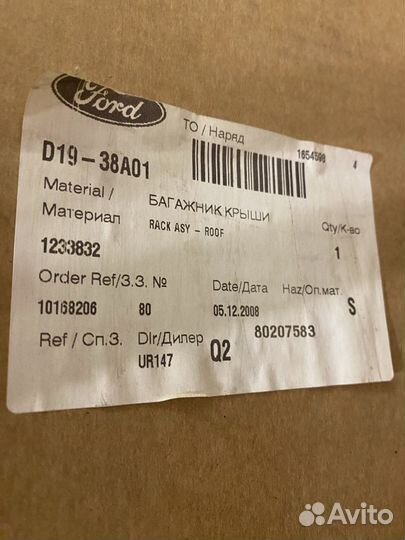 Ford
TO / Наряд
1654598 4
D19-38A01
Material / Материал
БАГАЖНИК КРЫШИ
RACK ASY - ROOF
Qty/К-во
1
1233832
Order Ref/З.З. №
Date/Дата Haz/Оп.мат.
10168206 80 05.12.2008 S
Ref / Сп.З. Dlr/Дилер Q2 80207583
UR147
Avito